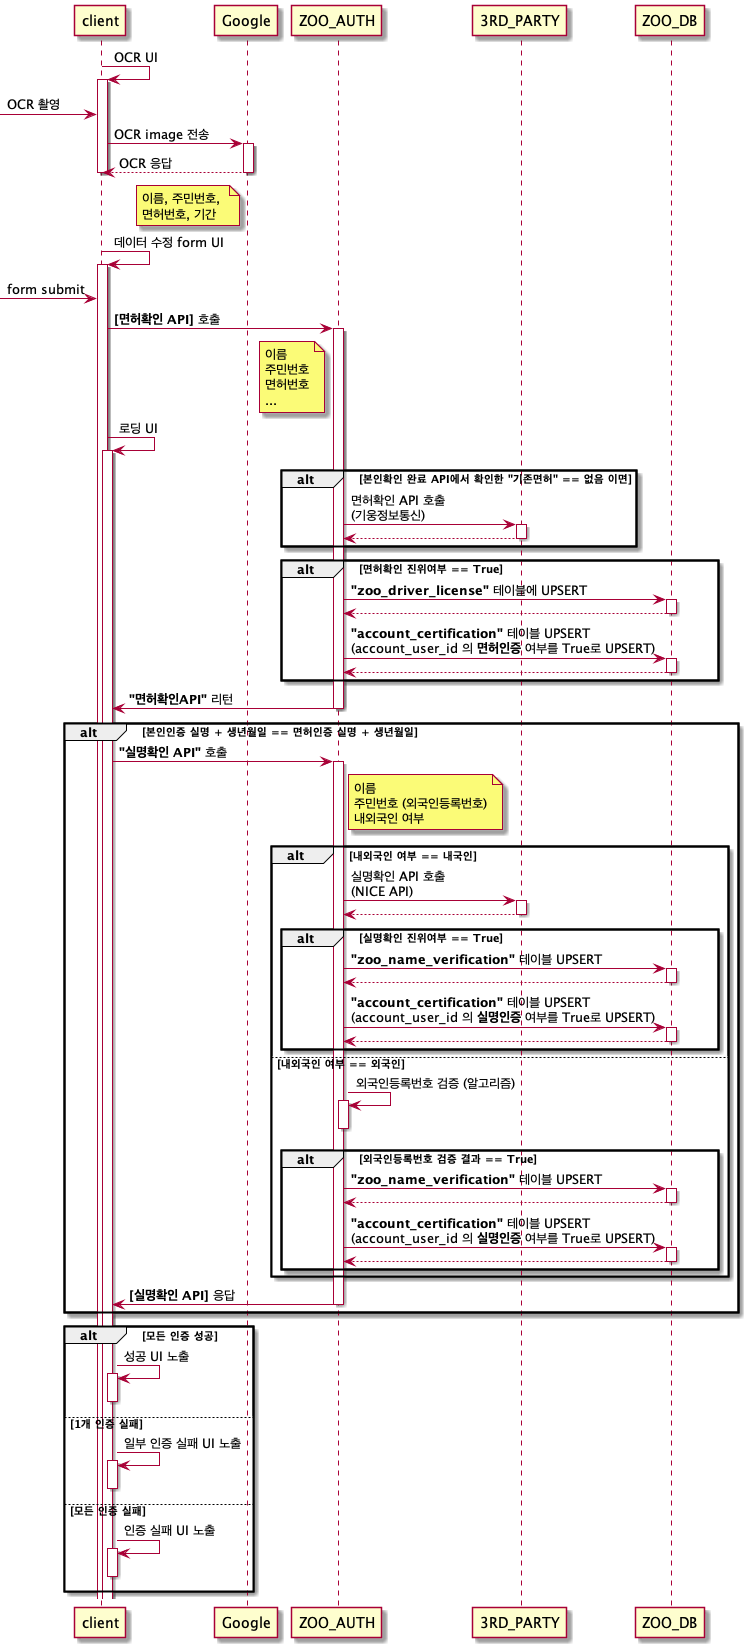 client
Google
ZOO_AUTH
3RD_PARTY
ZOO_DB
OCR UI
OCR 촬영
OCR image 전송
OCR 응답
이름, 주민번호,
면허번호, 기간
데이터 수정 form UI
form submit
[면허확인 API] 호출
이름
주민번호
면허번호
...
로딩 UI
alt [본인확인 완료 API에서 확인한 "기존면허" == 없음 이면]
면허확인 API 호출
(기웅정보통신)
alt [면허확인 진위여부 == True]
"zoo_driver_license" 테이블에 UPSERT
"account_certification" 테이블 UPSERT
(account_user_id 의 면허인증 여부를 True로 UPSERT)
"면허확인API" 리턴
alt [본인인증 실명 + 생년월일 == 면허인증 실명 + 생년월일]
"실명확인 API" 호출
이름
주민번호 (외국인등록번호)
내외국인 여부
alt [내외국인 여부 == 내국인]
실명확인 API 호출
(NICE API)
alt [실명확인 진위여부 == True]
"zoo_name_verification" 테이블 UPSERT
"account_certification" 테이블 UPSERT
(account_user_id 의 실명인증 여부를 True로 UPSERT)
[내외국인 여부 == 외국인]
외국인등록번호 검증 (알고리즘)
alt [외국인등록번호 검증 결과 == True]
"zoo_name_verification" 테이블 UPSERT
"account_certification" 테이블 UPSERT
(account_user_id 의 실명인증 여부를 True로 UPSERT)
[실명확인 API] 응답
alt [모든 인증 성공]
성공 UI 노출
[1개 인증 실패]
일부 인증 실패 UI 노출
[모든 인증 실패]
인증 실패 UI 노출
client
Google
ZOO_AUTH
3RD_PARTY
ZOO_DB